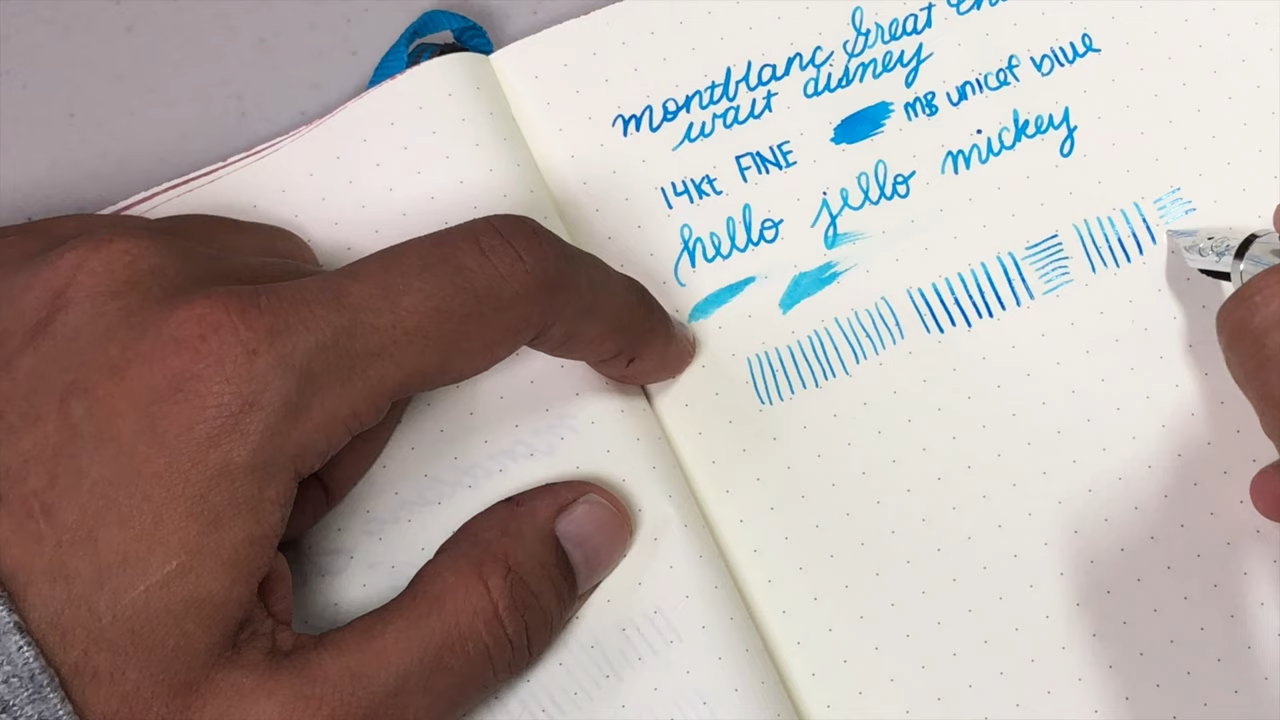 montblanc Great
walt disney
14kt FINE MB unicef blue
hello jello mickey